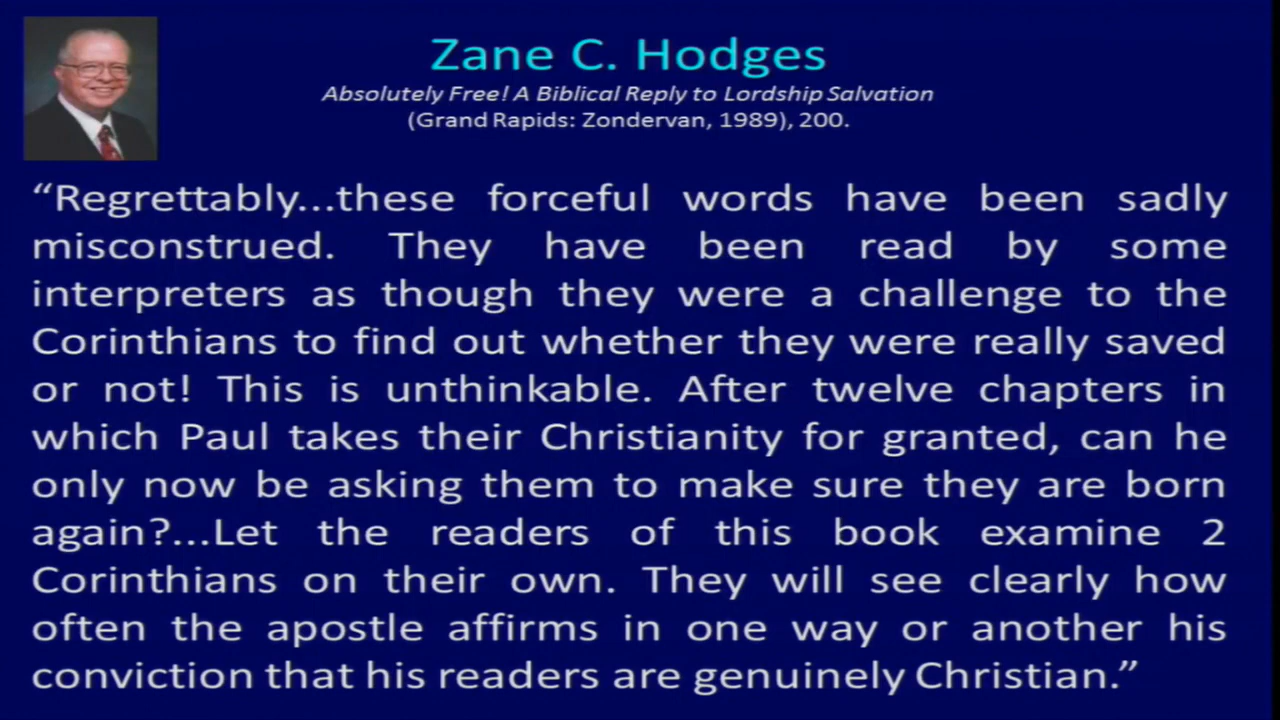 Zane C. Hodges
Absolutely Free! A Biblical Reply to Lordship Salvation
(Grand Rapids: Zondervan, 1989), 200.
“Regrettably...these forceful words have been sadly
misconstrued. They have been read by some
interpreters as though they were a challenge to the
Corinthians to find out whether they were really saved
or not! This is unthinkable. After twelve chapters in
which Paul takes their Christianity for granted, can he
only now be asking them to make sure they are born
again?...Let the readers of this book examine 2
Corinthians on their own. They will see clearly how
often the apostle affirms in one way or another his
conviction that his readers are genuinely Christian.”